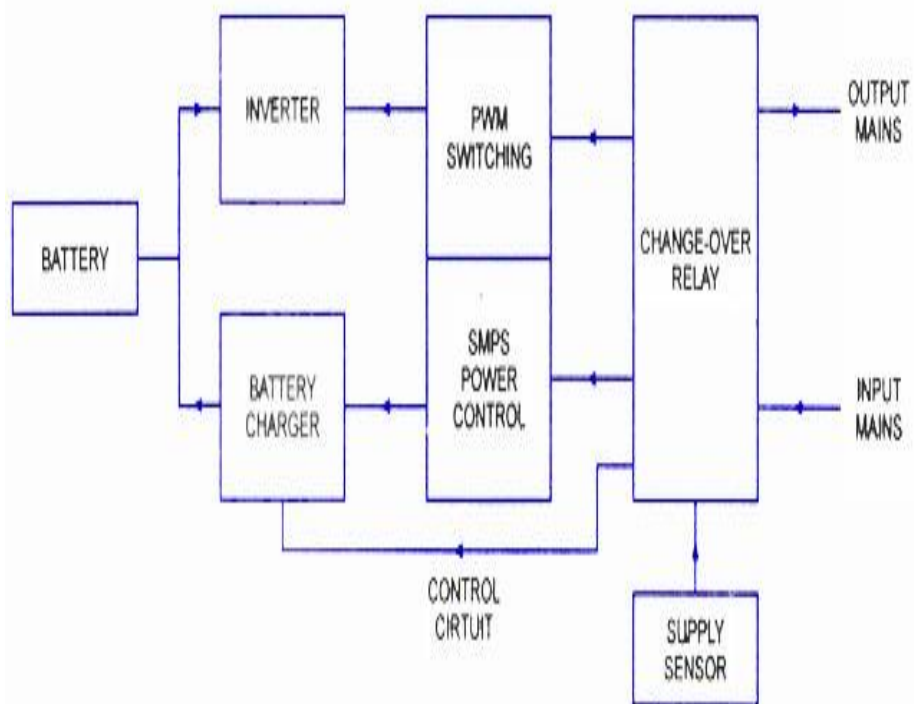 INVERTER
PWM
SWITCHING
OUTPUT
MAINS
BATTERY
CHANGE-OVER
RELAY
SMPS
POWER
CONTROL
BATTERY
CHARGER
INPUT
MAINS
CONTROL
CIRTUIT
SUPPLY
SENSOR